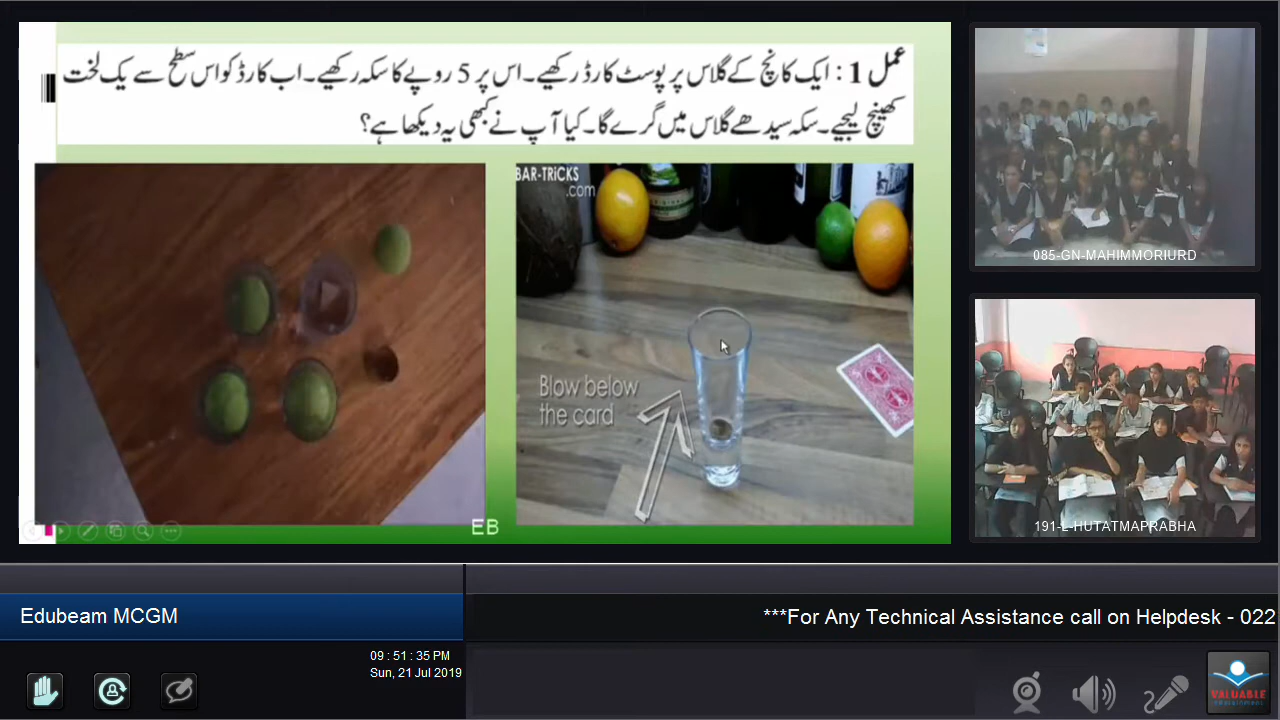 عمل 1 : ایک کانچ کے گلاس پر پوسٹ کارڈ رکھیے۔ اس پر 5 روپے کا سکہ رکھیے۔ اب کارڈ کو اس سطح سے یک لخت
کھینچ لیجیے۔ سکہ سیدھے گلاس میں گرے گا۔ کیا آپ نے کبھی یہ دیکھا ہے؟
BAR-TRICKS
.com
Blow below
the card
EB
085-GN-MAHIMMORIURD
191-L-HUTATMAPRABHA
Edubeam MCGM
***For Any Technical Assistance call on Helpdesk - 022
09 : 51 : 35 PM
Sun, 21 Jul 2019
VALUABLE